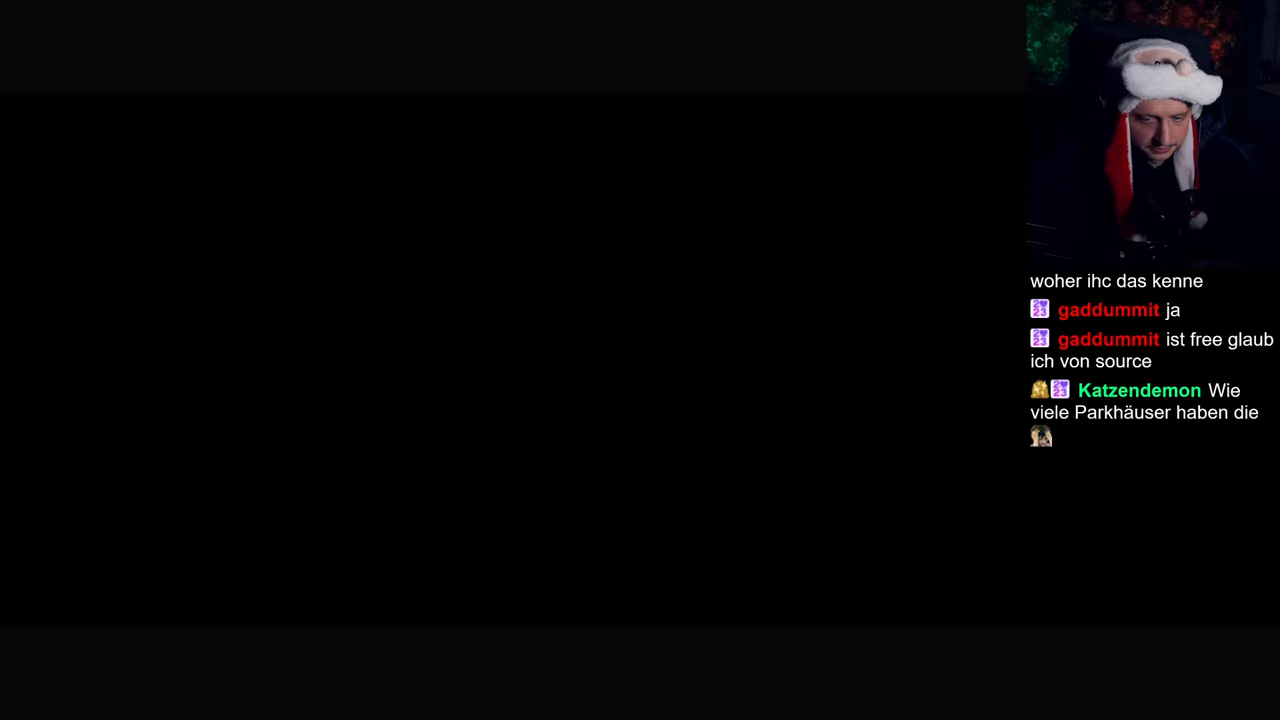 woher ihc das kenne
gaddummit ja
gaddummit ist free glaub
ich von source
Katzendemon Wie
viele Parkhäuser haben die